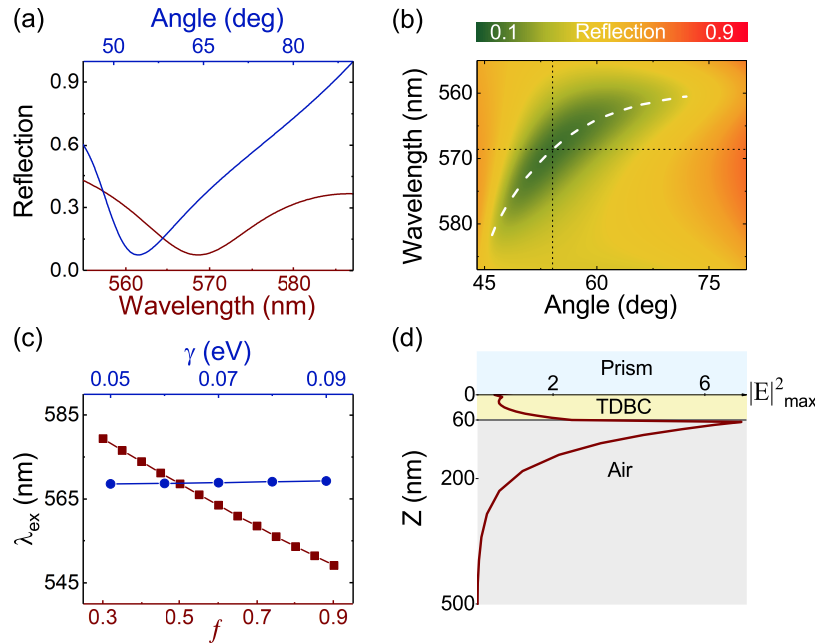 (a)
Angle (deg)
50 65 80
0.9
0.6
0.3
0.0
Reflection
560 570 580
Wavelength (nm)
(b)
0.1 Reflection 0.9
560
570
580
Wavelength (nm)
45 60 75
Angle (deg)
(c)
γ (eV)
0.05 0.07 0.09
585
565
545
λex (nm)
0.3 0.5 0.7 0.9
f
(d)
Prism
2 6
|E|²max
0
TDBC
60
Air
200
500
Z (nm)